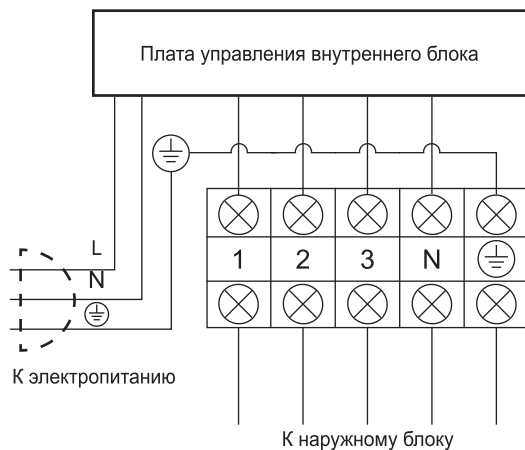 Плата управления внутреннего блока
L
N
1 2 3 N
К электропитанию
К наружному блоку